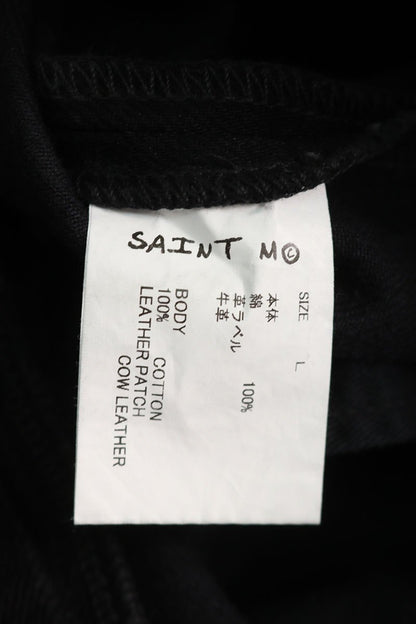 SAINT M©
SIZE L
本体
綿 100%
革ラベル
牛革
BODY
100% COTTON
LEATHER PATCH
COW LEATHER